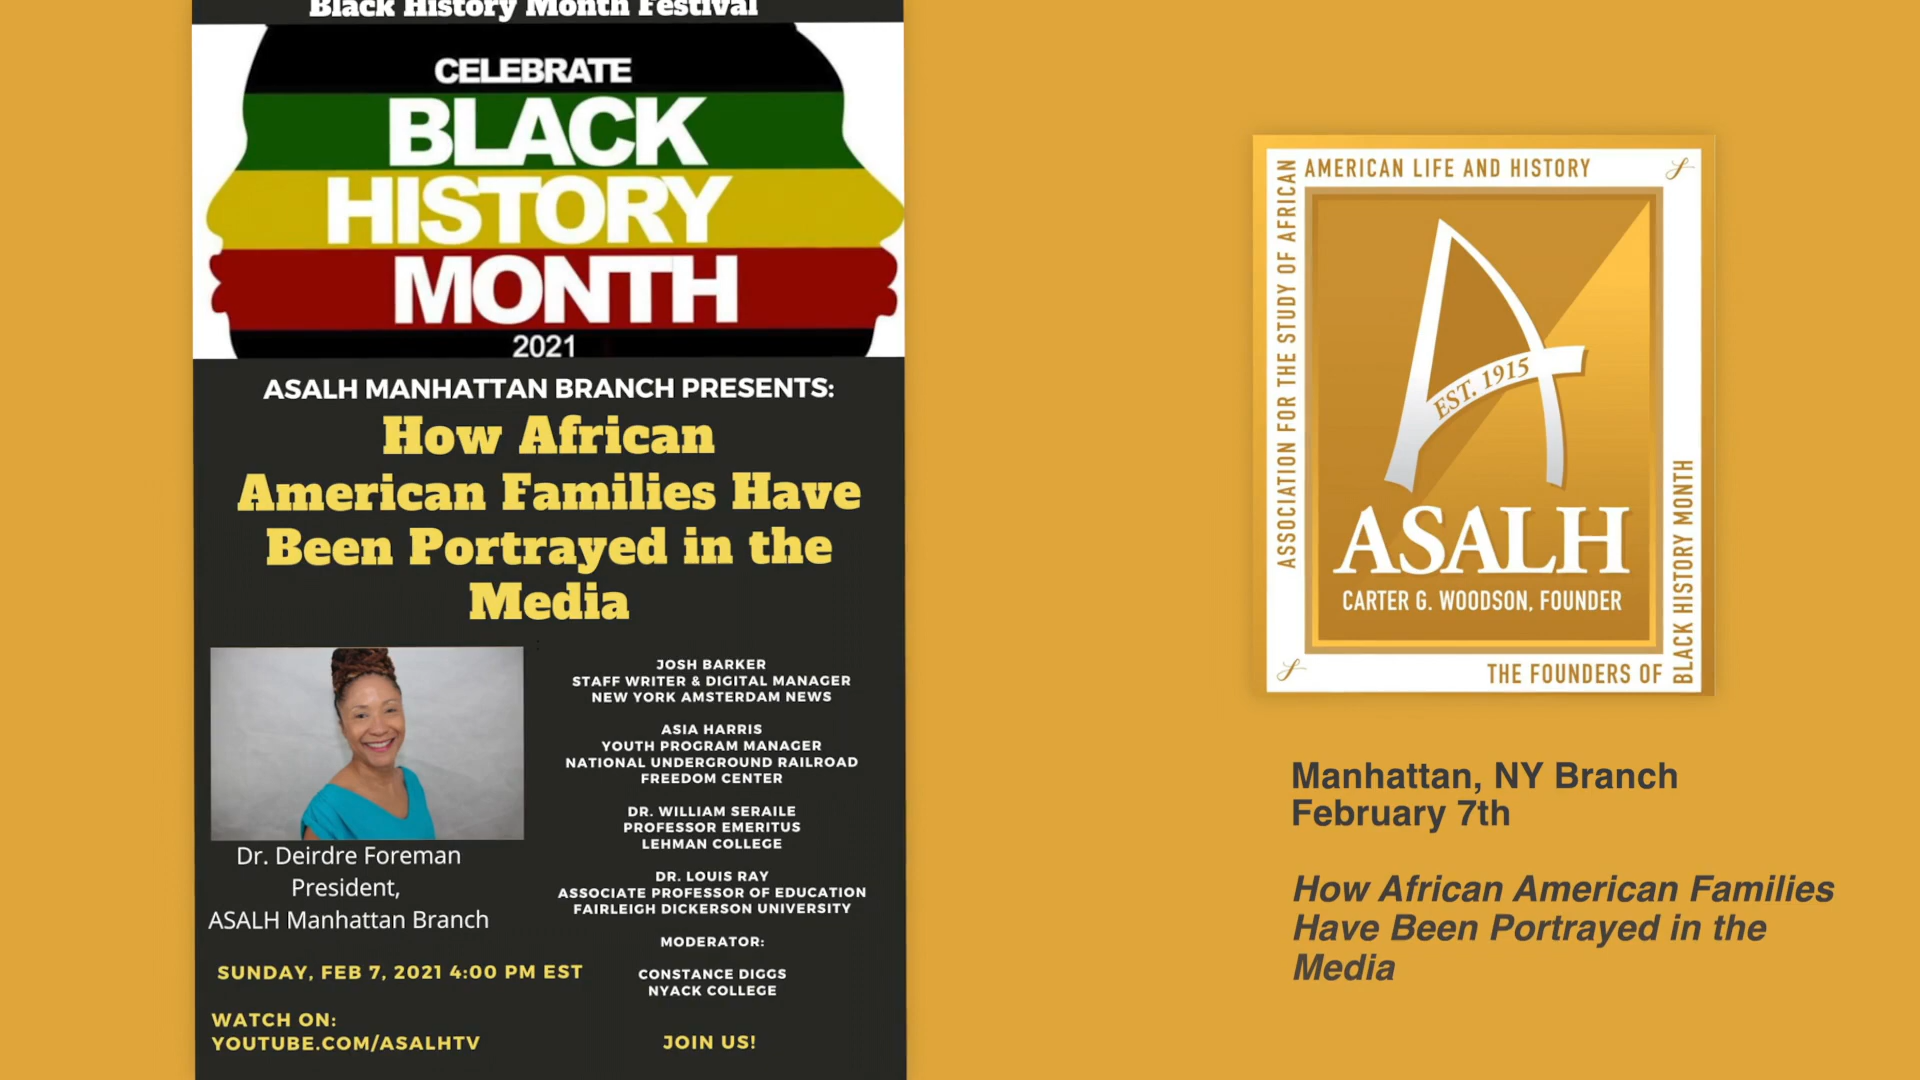 Black History Month Festival
CELEBRATE
BLACK
HISTORY
MONTH
2021
ASALH MANHATTAN BRANCH PRESENTS:
How African
American Families Have
Been Portrayed in the
Media
Dr. Deirdre Foreman
President,
ASALH Manhattan Branch
SUNDAY, FEB 7, 2021 4:00 PM EST
WATCH ON:
YOUTUBE.COM/ASALHTV
JOSH BARKER
STAFF WRITER & DIGITAL MANAGER
NEW YORK AMSTERDAM NEWS
ASIA HARRIS
YOUTH PROGRAM MANAGER
NATIONAL UNDERGROUND RAILROAD
FREEDOM CENTER
DR. WILLIAM SERAILE
PROFESSOR EMERITUS
LEHMAN COLLEGE
DR. LOUIS RAY
ASSOCIATE PROFESSOR OF EDUCATION
FAIRLEIGH DICKERSON UNIVERSITY
MODERATOR:
CONSTANCE DIGGS
NYACK COLLEGE
JOIN US!
ASSOCIATION FOR THE STUDY OF AFRICAN
AMERICAN LIFE AND HISTORY
EST. 1915
ASALH
CARTER G. WOODSON, FOUNDER
THE FOUNDERS OF
BLACK HISTORY MONTH
Manhattan, NY Branch
February 7th
How African American Families
Have Been Portrayed in the
Media